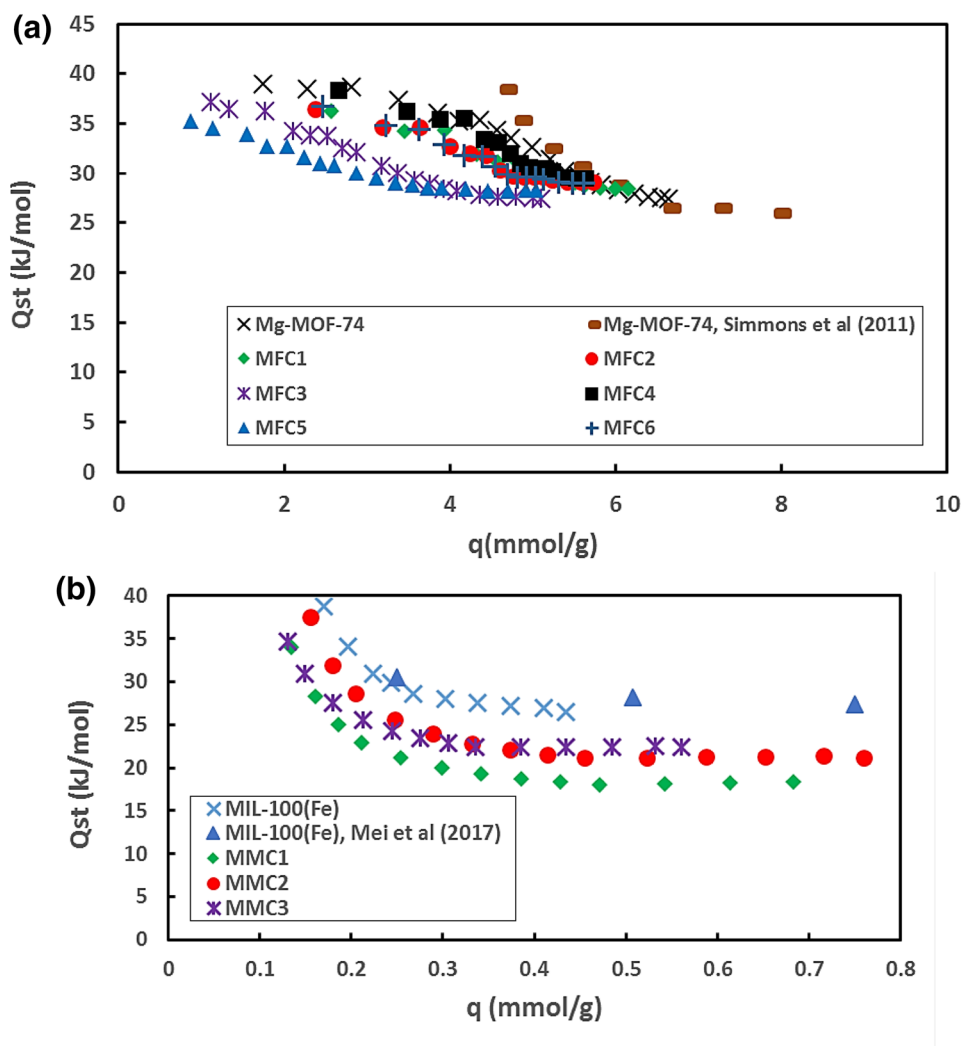 (a)
45
40
35
30
25
20
15
10
5
0
Qst (kJ/mol)
Mg-MOF-74
Mg-MOF-74, Simmons et al (2011)
MFC1
MFC2
MFC3
MFC4
MFC5
MFC6
0 2 4 6 8 10
q(mmol/g)
(b)
40
35
30
25
20
15
10
5
0
Qst (kJ/mol)
MIL-100(Fe)
MIL-100(Fe), Mei et al (2017)
MMC1
MMC2
MMC3
0 0.1 0.2 0.3 0.4 0.5 0.6 0.7 0.8
q (mmol/g)